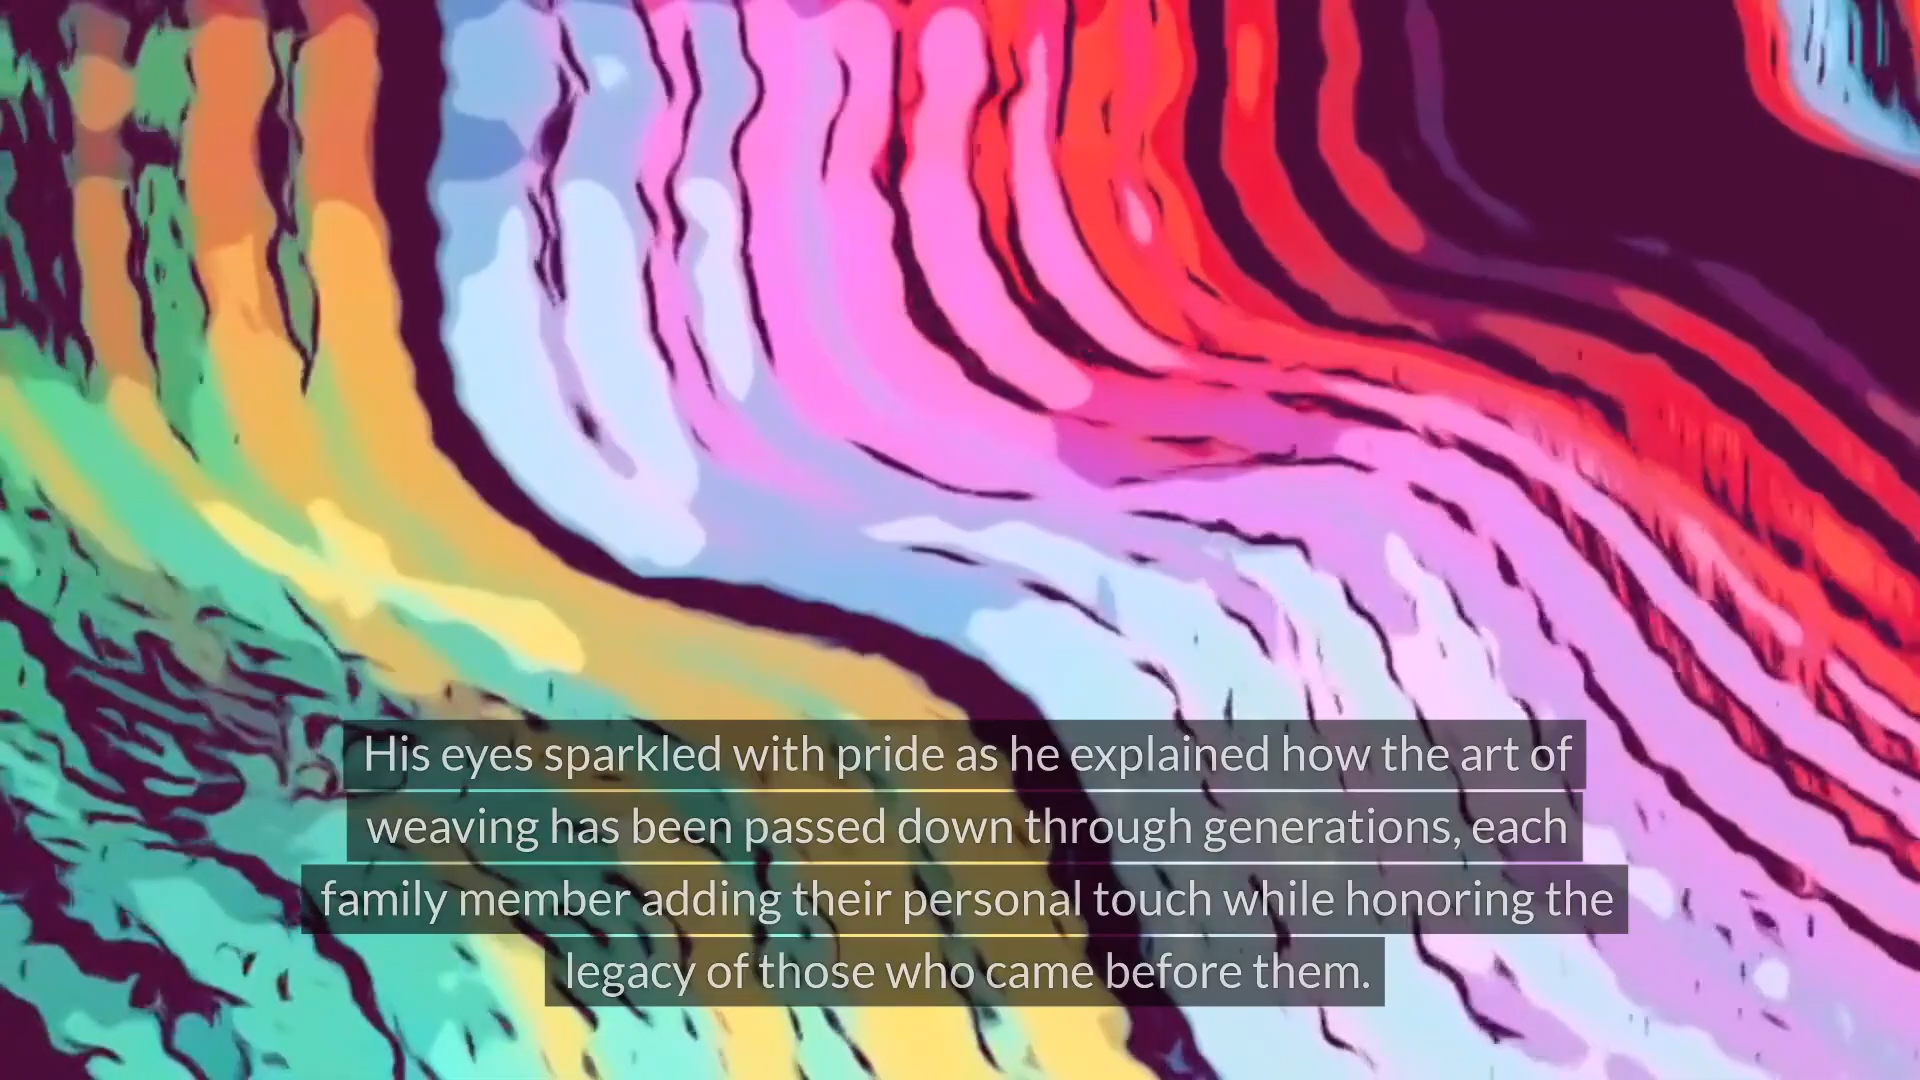 His eyes sparkled with pride as he explained how the art of
weaving has been passed down through generations, each
family member adding their personal touch while honoring the
legacy of those who came before them.